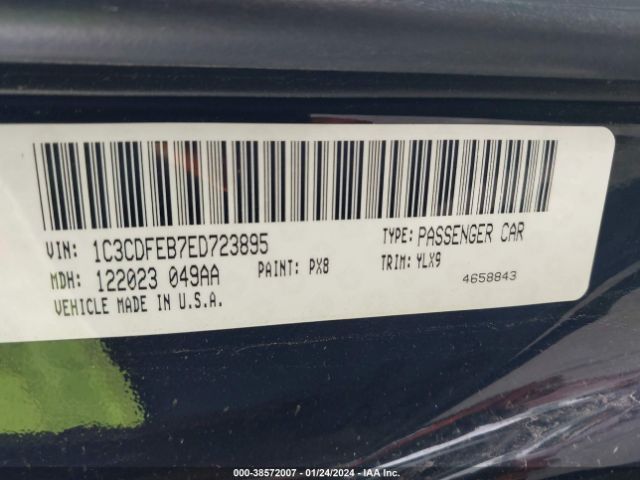 VIN: 1C3CDFEB7ED723895
TYPE: PASSENGER CAR
MDH: 122023 049AA
PAINT: PX8
TRIM: YLX9
4658843
VEHICLE MADE IN U.S.A.
00-38572007 - 01/24/2024 - IAA Inc.